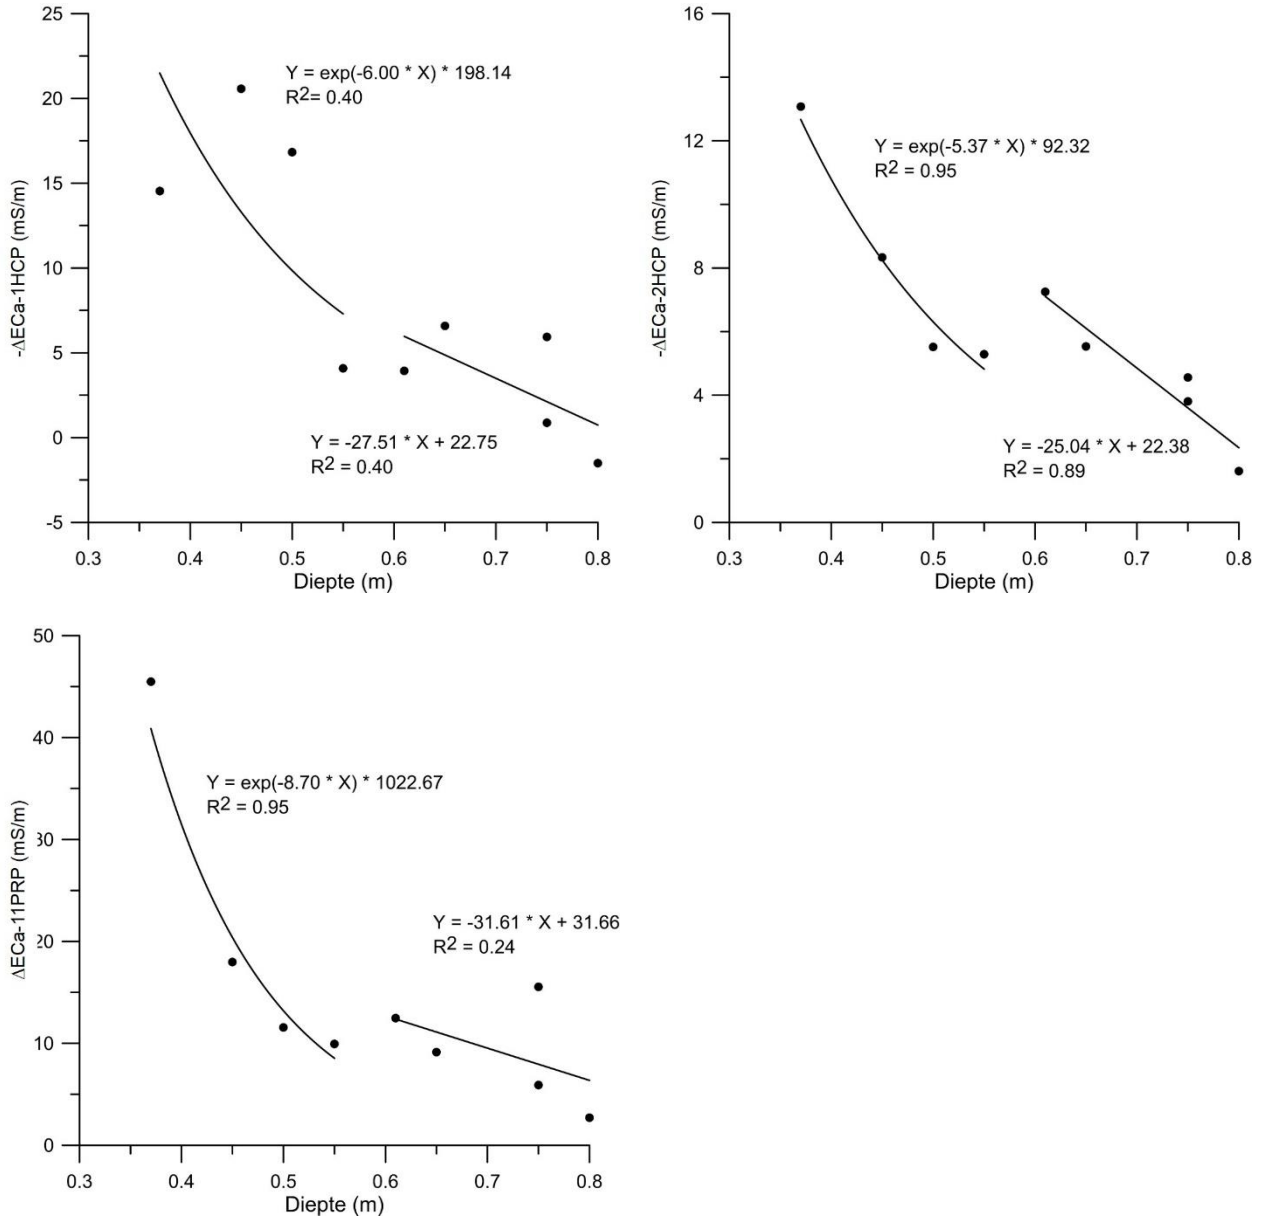 25
20
15
10
5
0
-5
-ΔECa-1HCP (mS/m)
Y = exp(-6.00 * X) * 198.14
R2= 0.40
Y = -27.51 * X + 22.75
R2 = 0.40
0.3 0.4 0.5 0.6 0.7 0.8
Diepte (m)
16
12
8
4
0
-ΔECa-2HCP (mS/m)
Y = exp(-5.37 * X) * 92.32
R2 = 0.95
Y = -25.04 * X + 22.38
R2 = 0.89
0.3 0.4 0.5 0.6 0.7 0.8
Diepte (m)
50
40
30
20
10
0
ΔECa-11PRP (mS/m)
Y = exp(-8.70 * X) * 1022.67
R2 = 0.95
Y = -31.61 * X + 31.66
R2 = 0.24
0.3 0.4 0.5 0.6 0.7 0.8
Diepte (m)